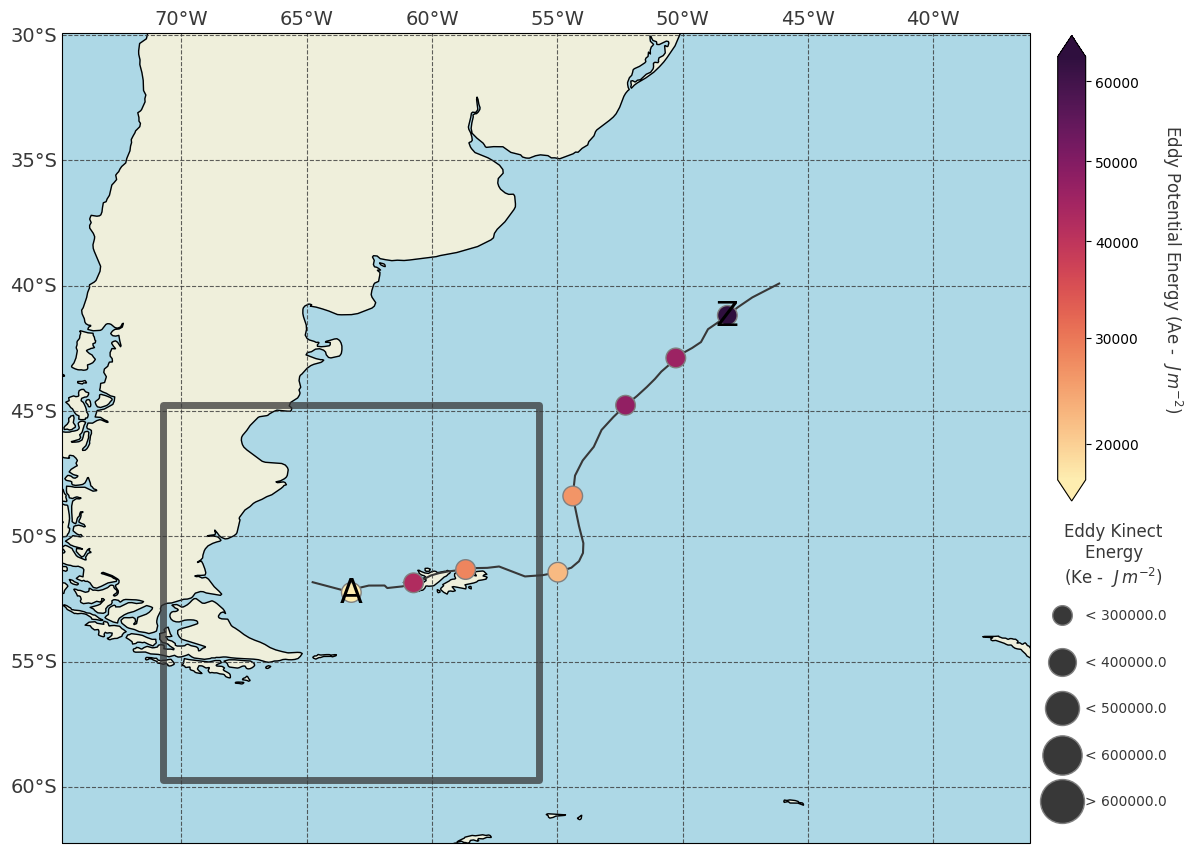 70°W 65°W 60°W 55°W 50°W 45°W 40°W
30°S
35°S
40°S
45°S
50°S
55°S
60°S
A
Z
60000
50000
40000
30000
20000
Eddy Potential Energy (Ae - J m⁻²)
Eddy Kinect
Energy
(Ke - J m⁻²)
< 300000.0
< 400000.0
< 500000.0
< 600000.0
> 600000.0